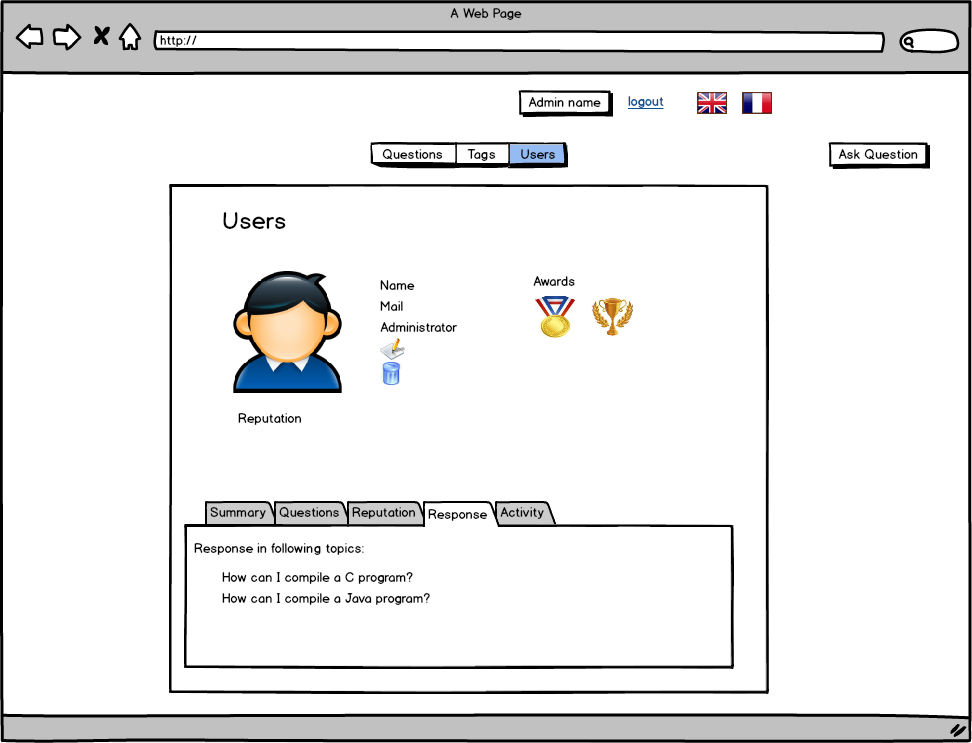 A Web Page
http://
Admin name logout
Questions Tags Users Ask Question
Users
Name
Mail
Administrator
Awards
Reputation
Summary Questions Reputation Response Activity
Response in following topics:
How can I compile a C program?
How can I compile a Java program?